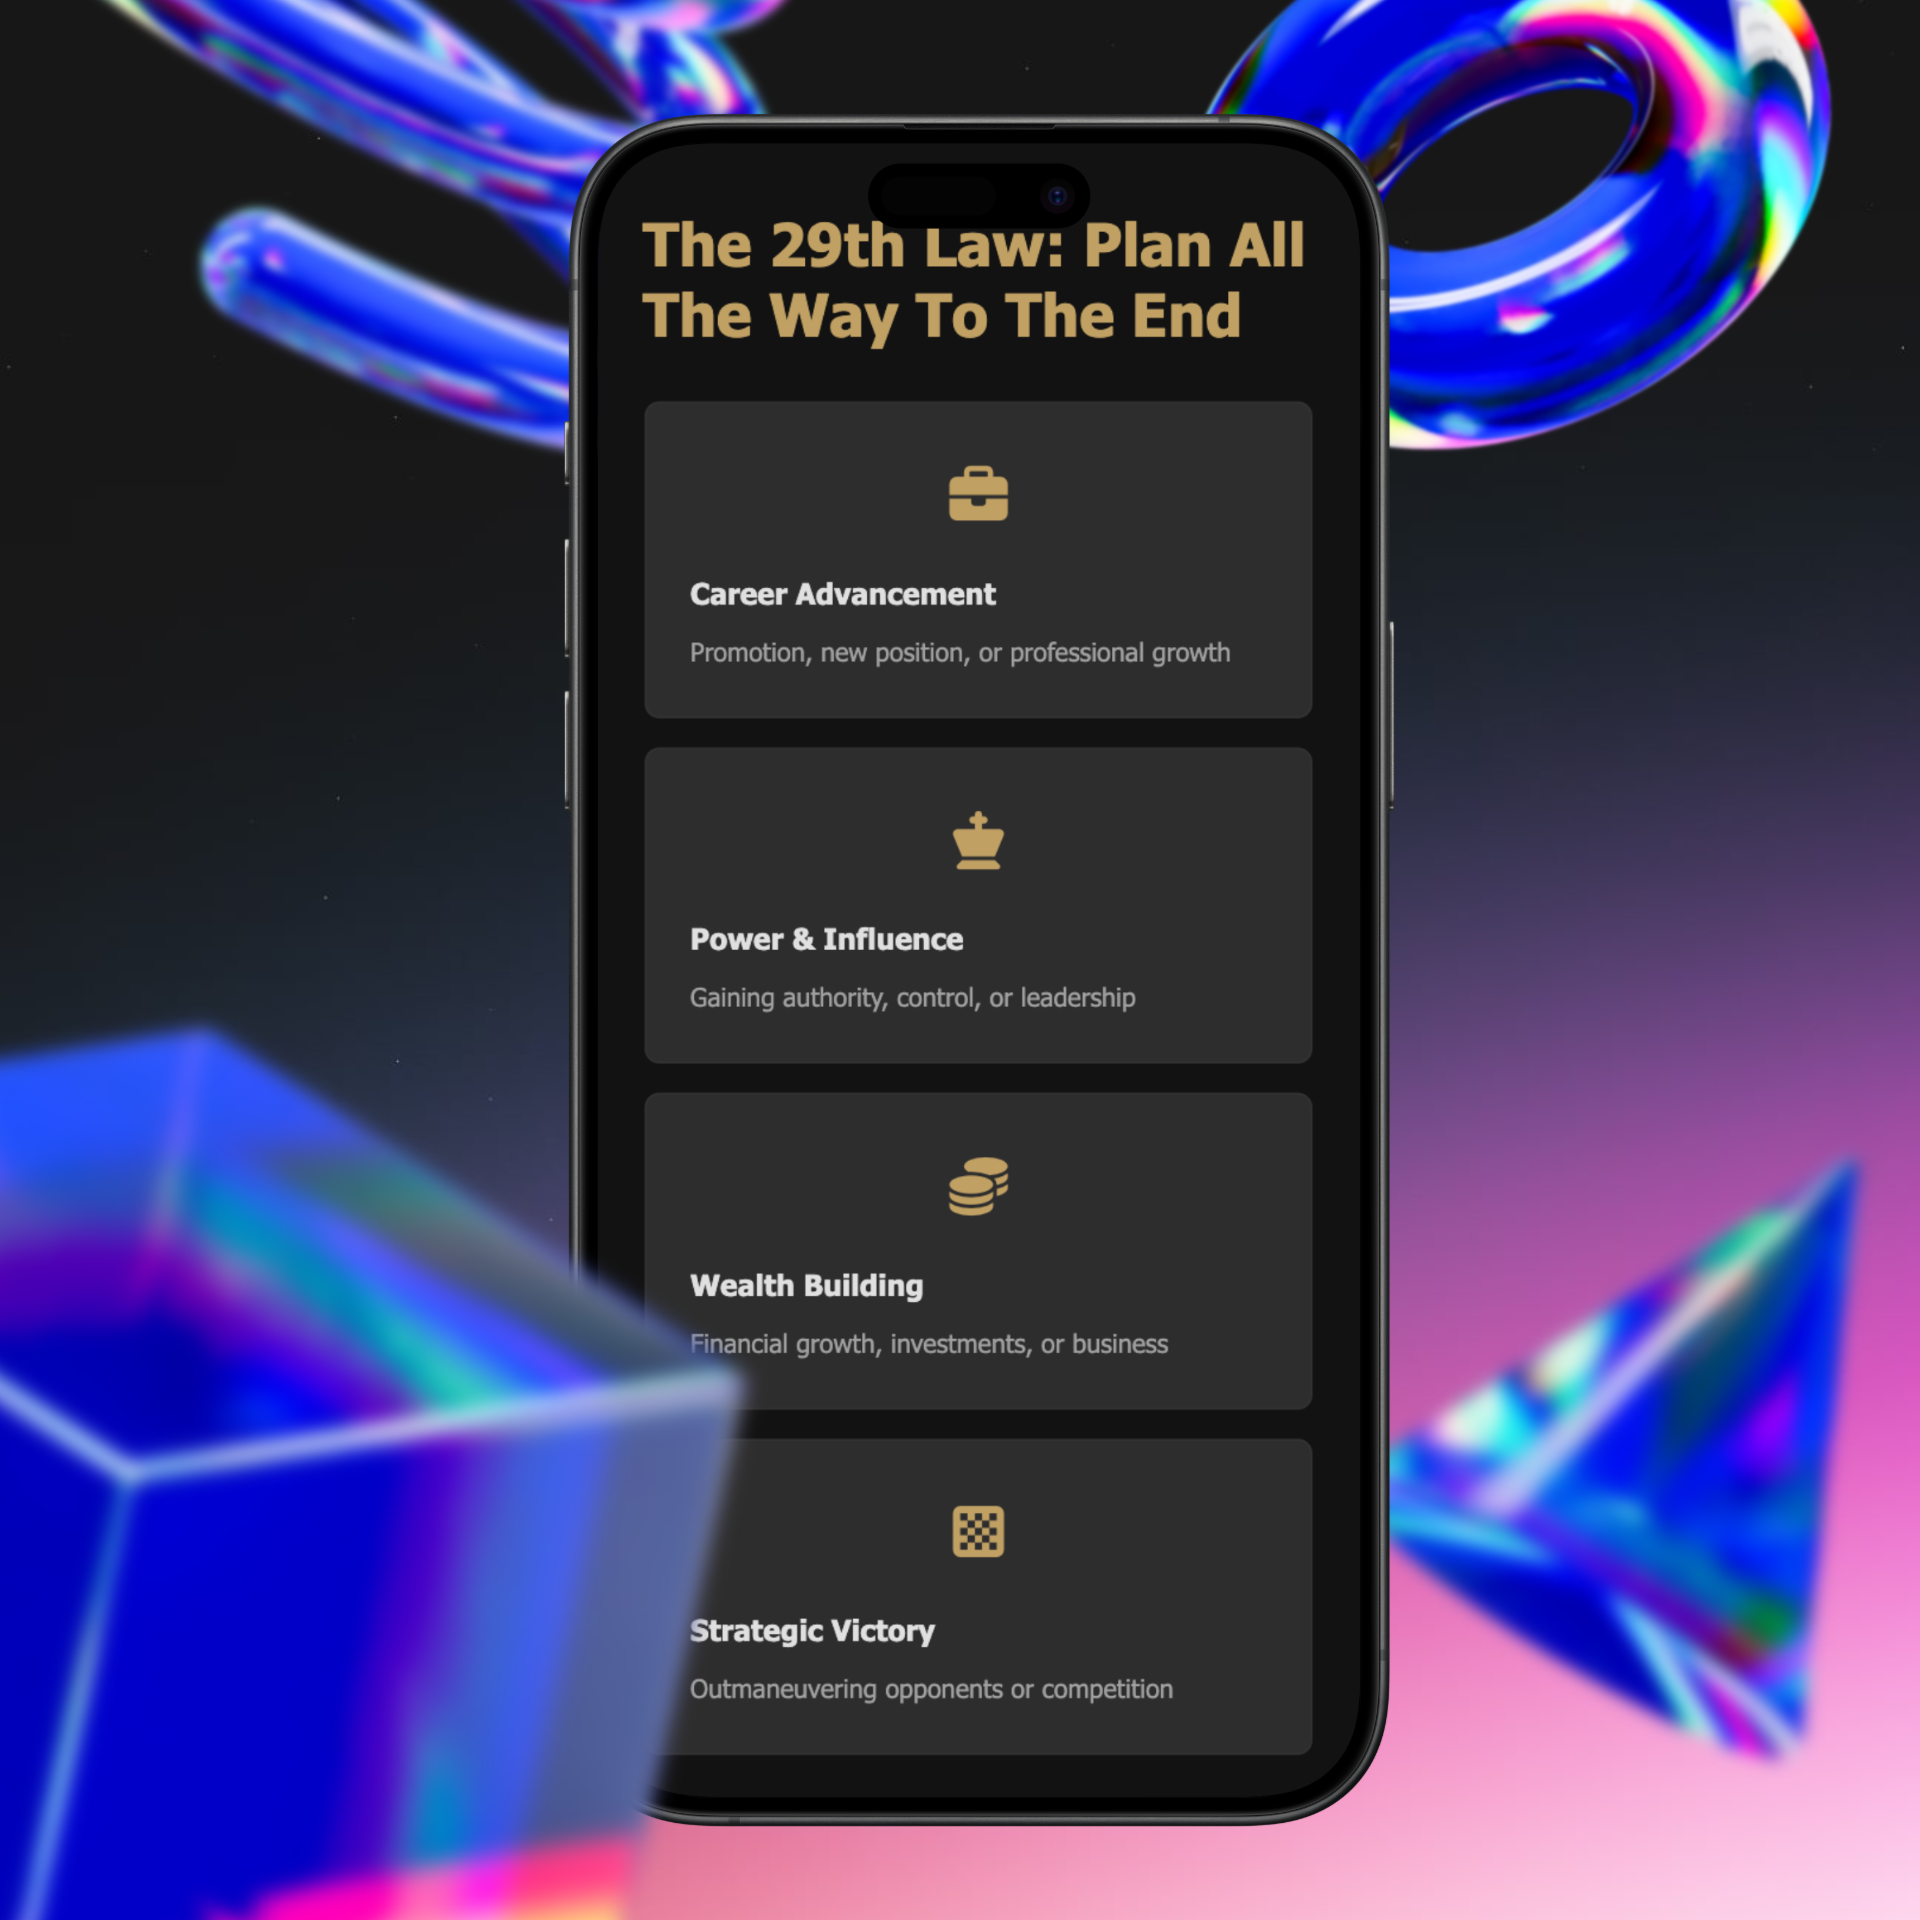 The 29th Law: Plan All
The Way To The End
Career Advancement
Promotion, new position, or professional growth
Power & Influence
Gaining authority, control, or leadership
Wealth Building
Financial growth, investments, or business
Strategic Victory
Outmaneuvering opponents or competition